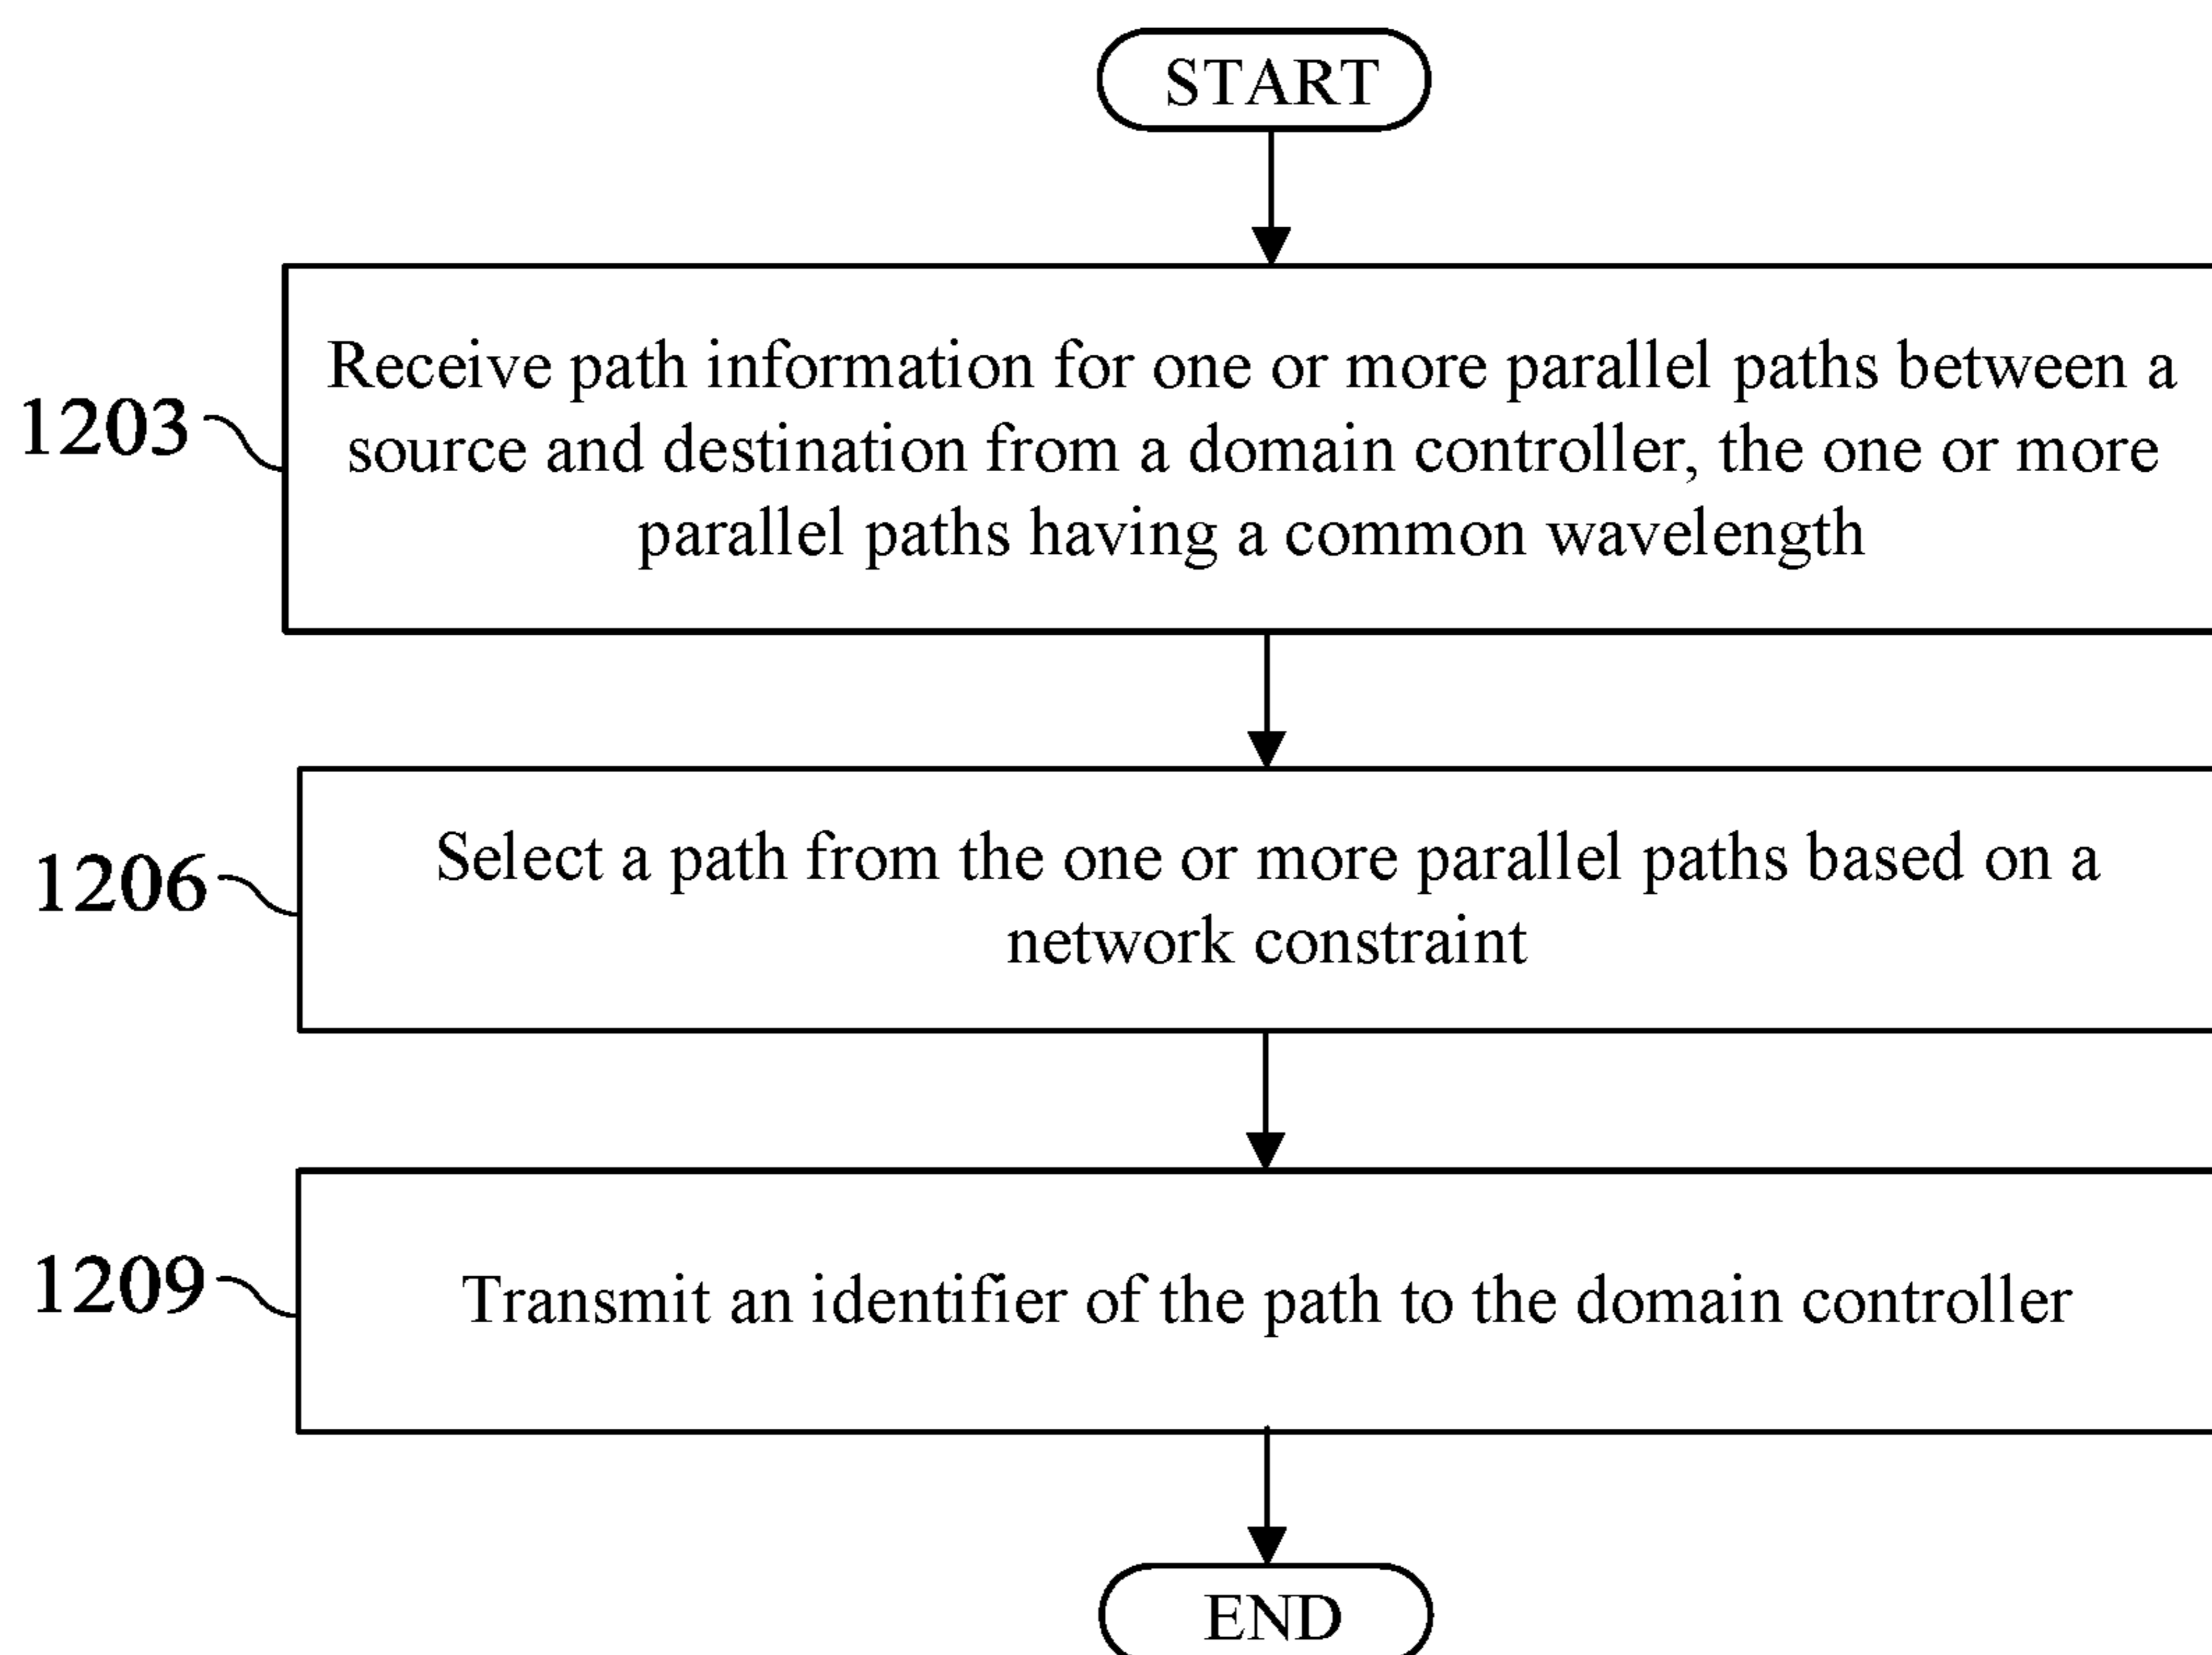 START
Receive path information for one or more parallel paths between a
source and destination from a domain controller, the one or more
parallel paths having a common wavelength
1203
Select a path from the one or more parallel paths based on a
network constraint
1206
Transmit an identifier of the path to the domain controller
1209
END